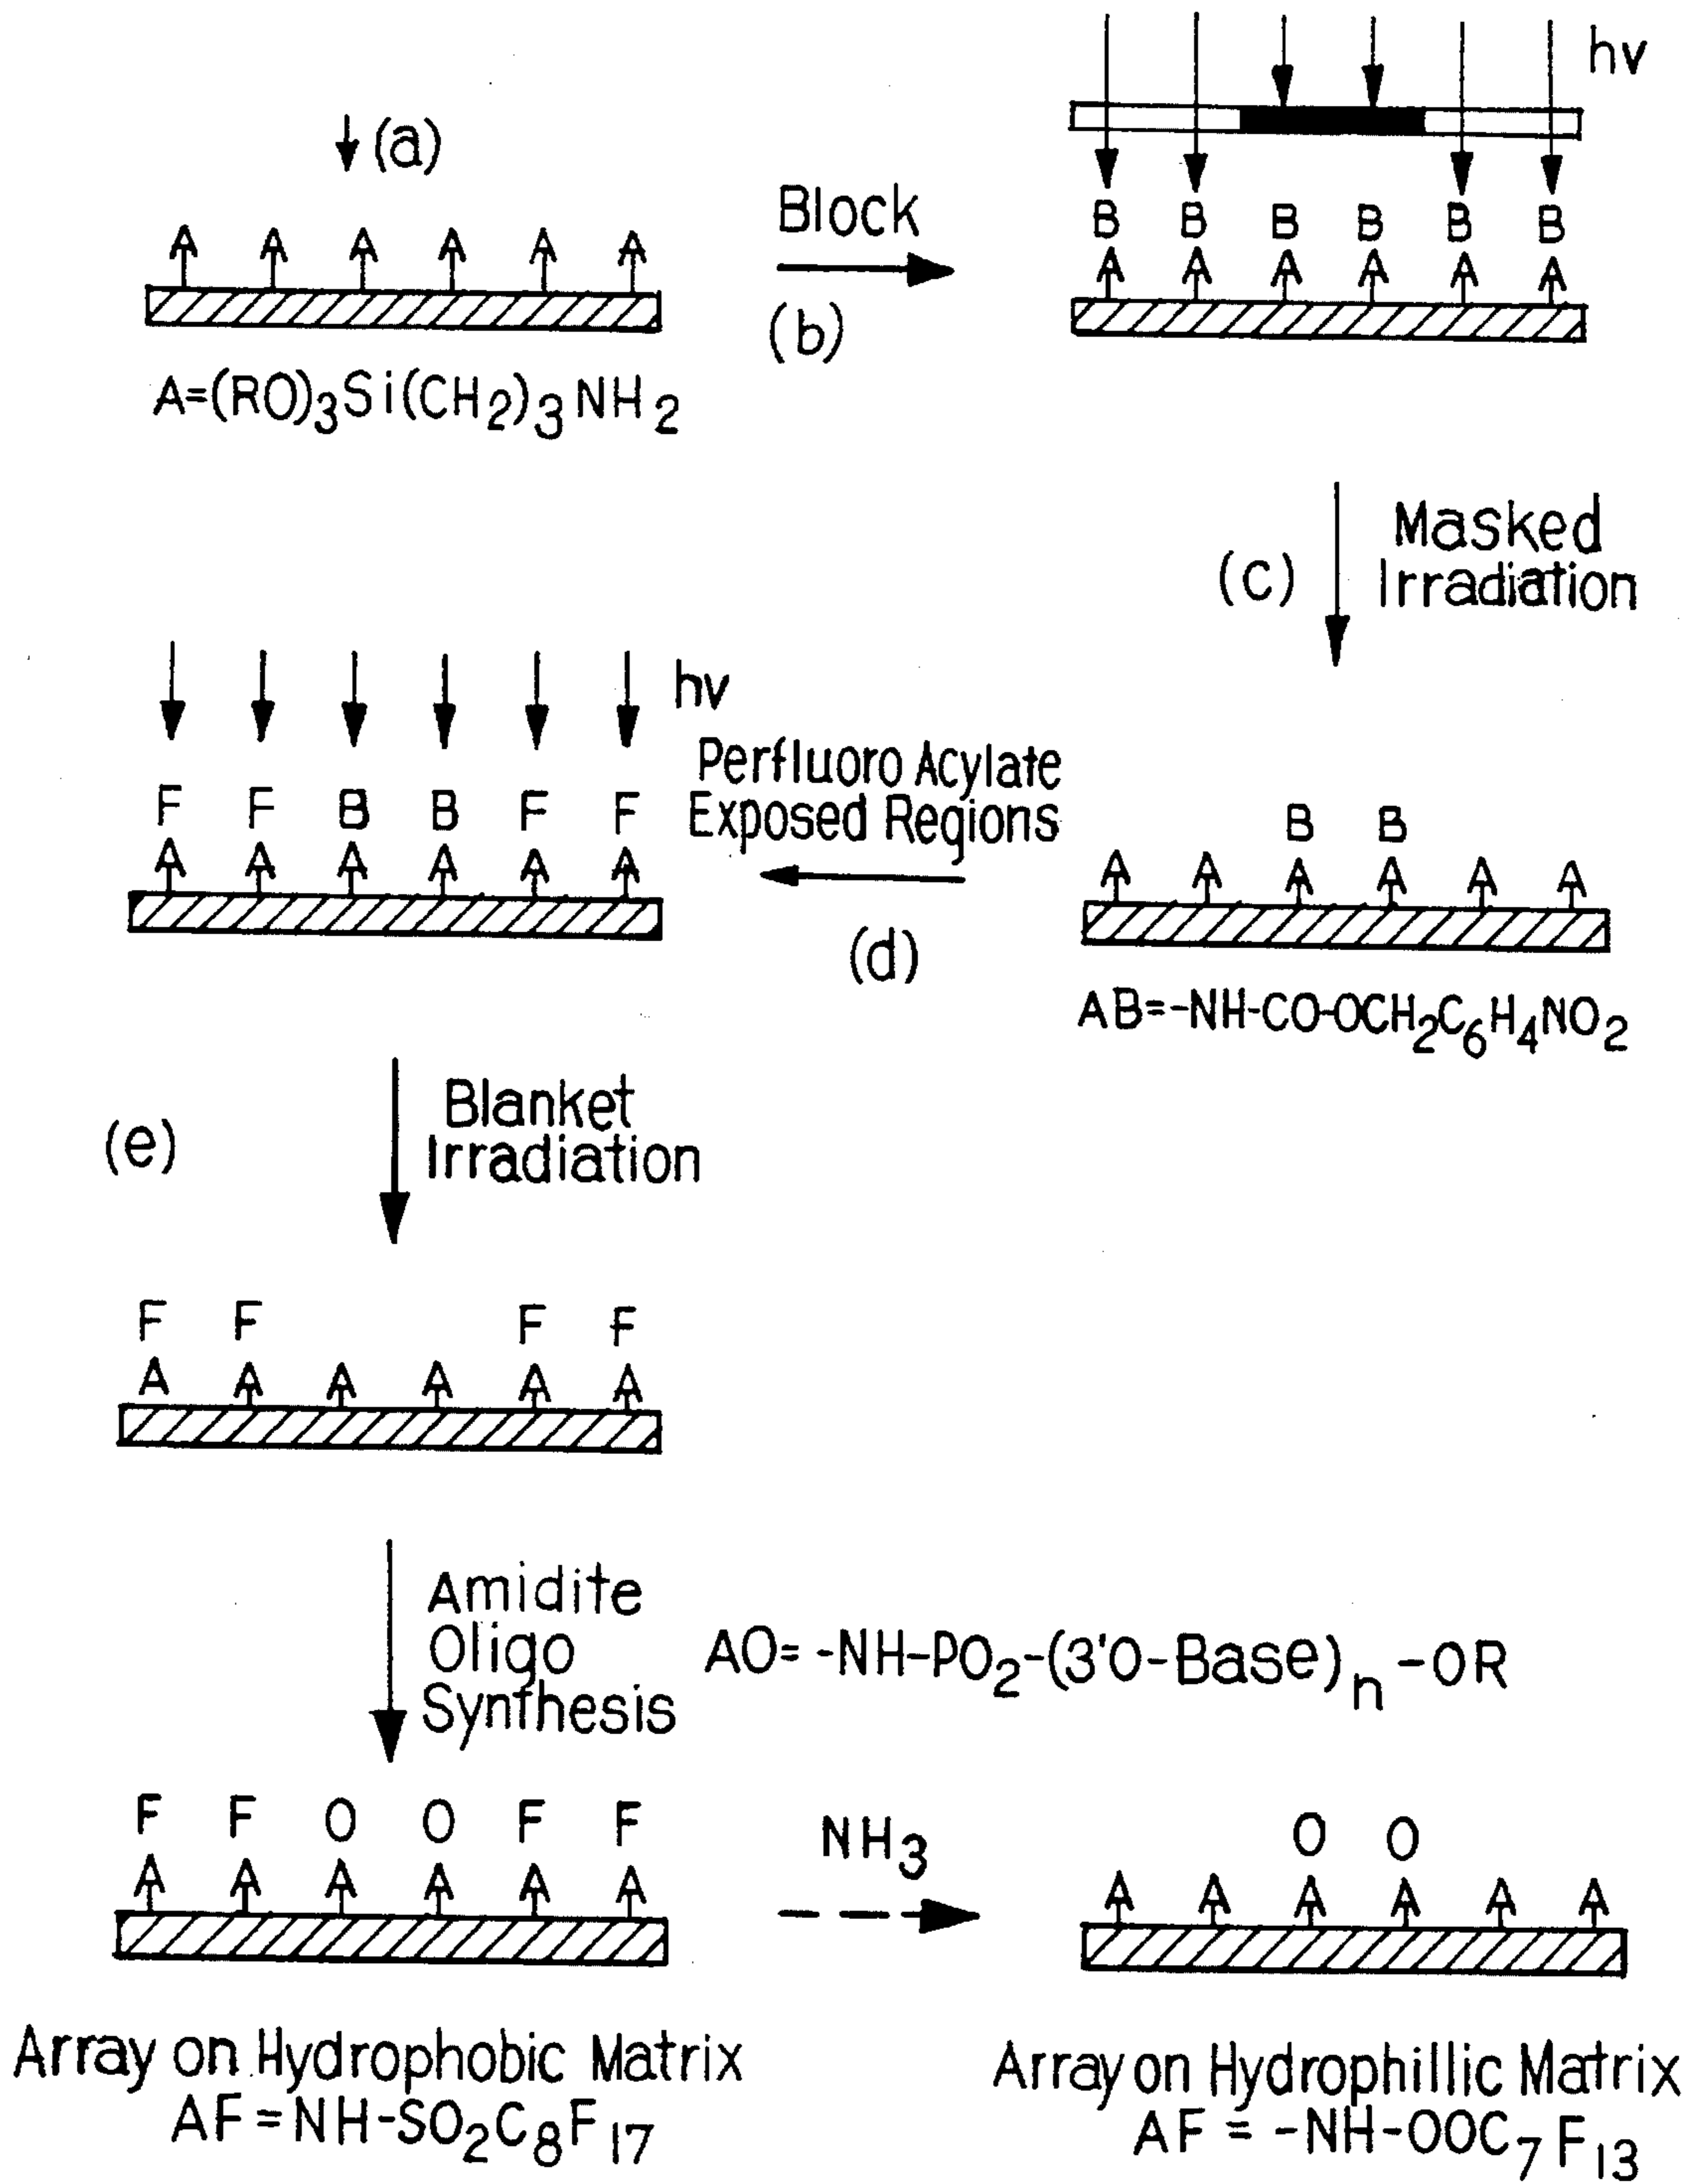 (a)
A A A A A A
A=(RO)3Si(CH2)3NH2
Block
(b)
hv
B B B B B B
A A A A A A
(c)
Masked
Irradiation
B B
A A A A A A
AB=-NH-CO-OCH2C6H4NO2
Perfluoro Acylate
Exposed Regions
(d)
hv
F F B B F F
A A A A A A
(e)
Blanket
Irradiation
F F F F
A A A A A A
Amidite
Oligo
Synthesis
AO= -NH-PO2-(3'O-Base)n-OR
F F O O F F
A A A A A A
Array on Hydrophobic Matrix
AF=NH-SO2C8F17
NH3
O O
A A A A A A
Array on Hydrophillic Matrix
AF = -NH-OOC7F13